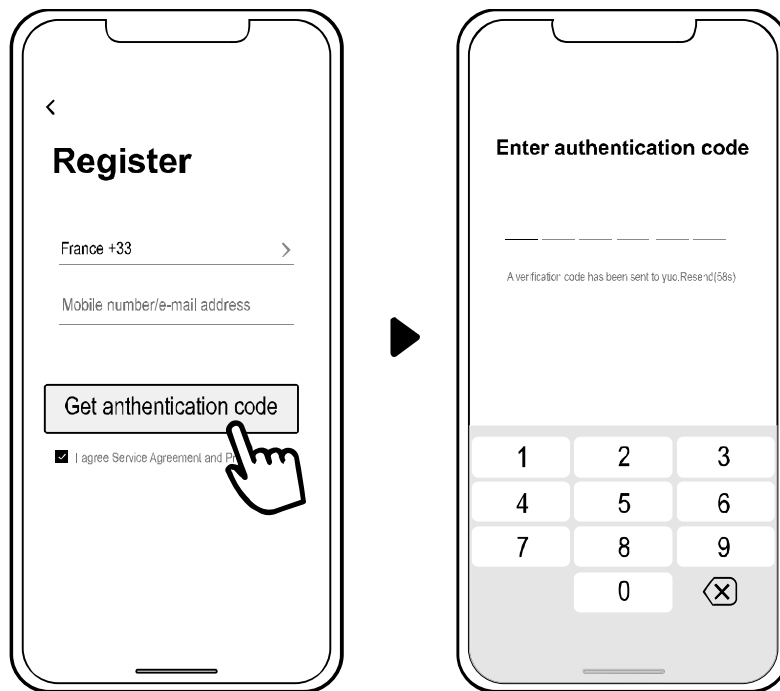 Register
France +33
Mobile number/e-mail address
Get anthentication code
I agree Service Agreement and
Enter authentication code
A verification code has been sent to yuo.Resend(58s)
1 2 3
4 5 6
7 8 9
0